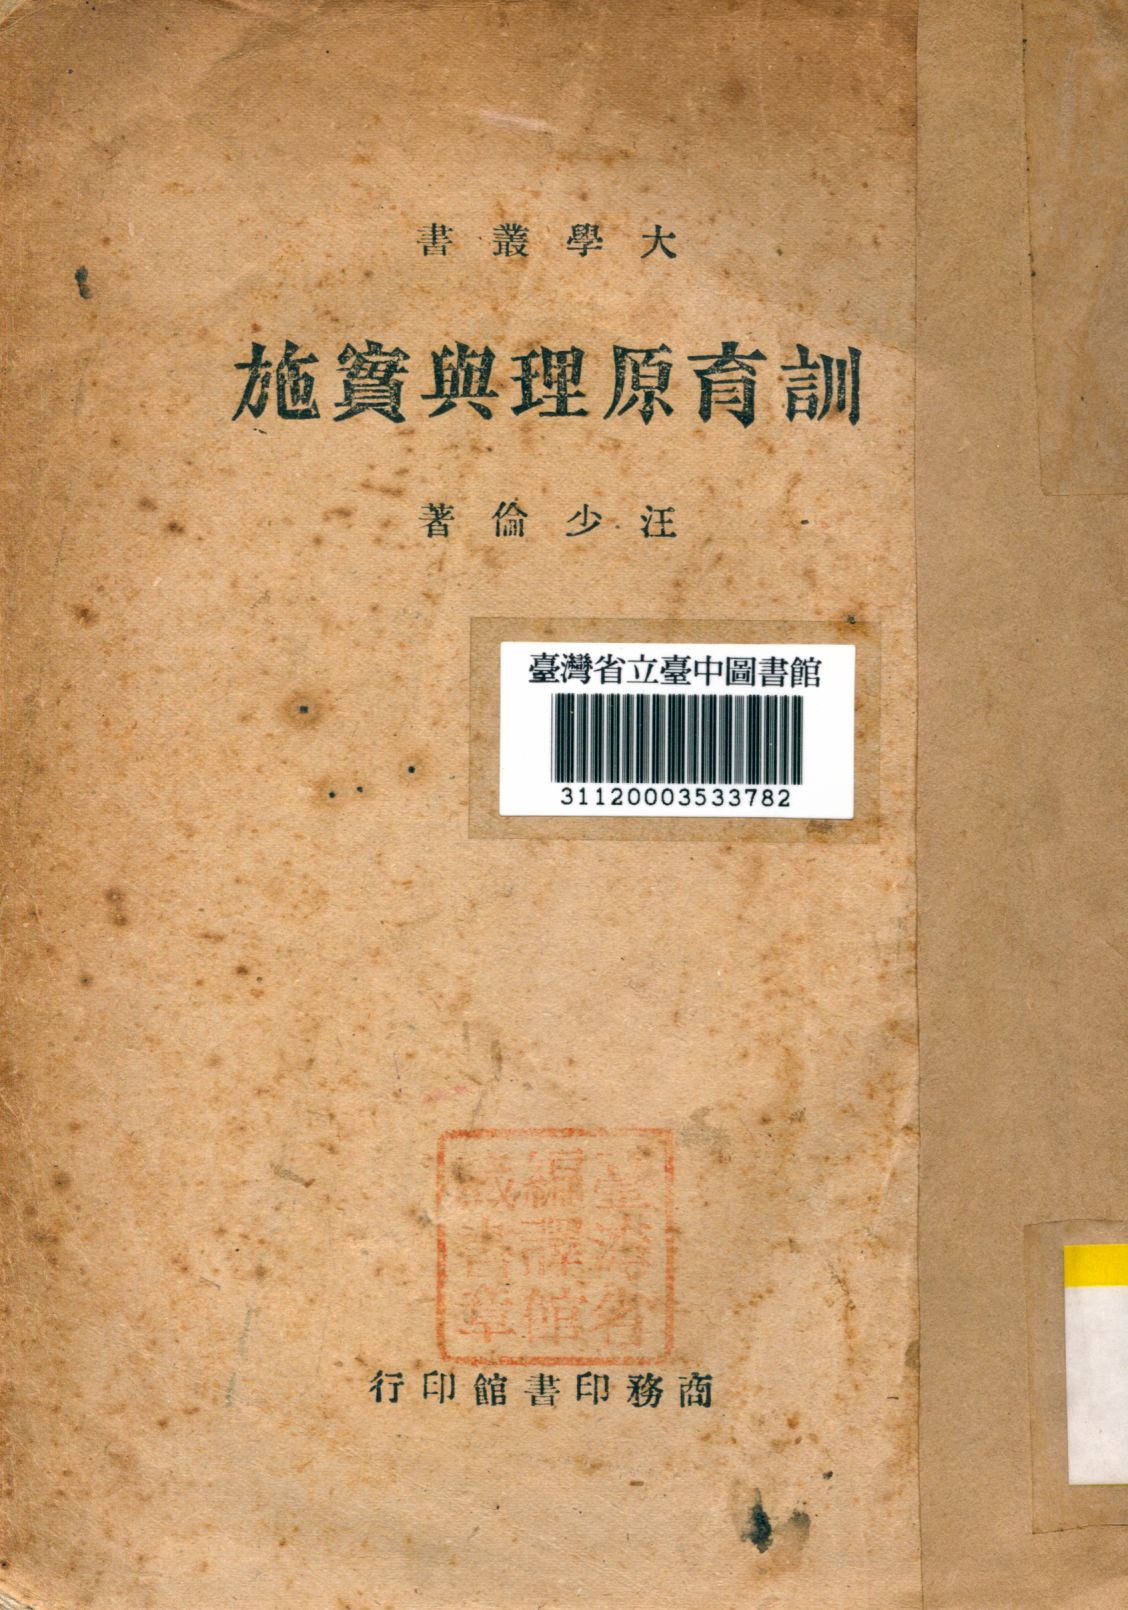 大學叢書
訓育原理與實施
汪少倫著
臺灣省立臺中圖書館
31120003533782
臺灣省
編譯館
藏書章
商務印書館印行